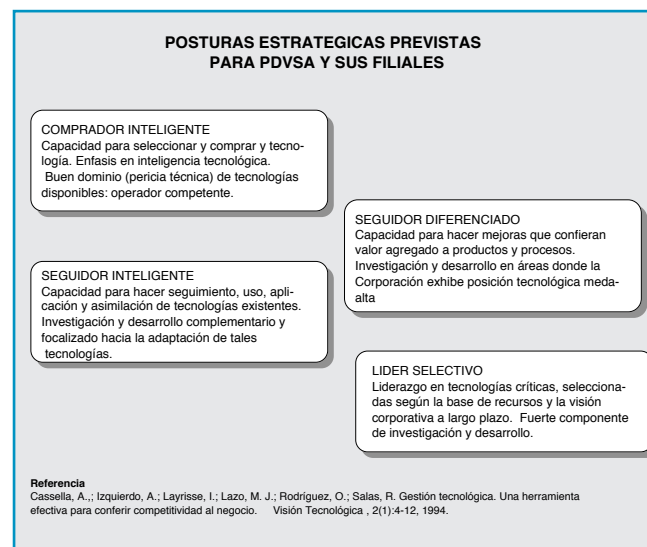 POSTURAS ESTRATEGICAS PREVISTAS
PARA PDVSA Y SUS FILIALES
COMPRADOR INTELIGENTE
Capacidad para seleccionar y comprar y tecno-
logía. Enfasis en inteligencia tecnológica.
Buen dominio (pericia técnica) de tecnologías
disponibles: operador competente.
SEGUIDOR DIFERENCIADO
Capacidad para hacer mejoras que confieran
valor agregado a productos y procesos.
Investigación y desarrollo en áreas donde la
Corporación exhibe posición tecnológica meda-
alta
SEGUIDOR INTELIGENTE
Capacidad para hacer seguimiento, uso, apli-
cación y asimilación de tecnologías existentes.
Investigación y desarrollo complementario y
focalizado hacia la adaptación de tales
tecnologías.
LIDER SELECTIVO
Liderazgo en tecnologías críticas, selecciona-
das según la base de recursos y la visión
corporativa a largo plazo. Fuerte componente
de investigación y desarrollo.
Referencia
Cassella, A.,; Izquierdo, A.; Layrisse, I.; Lazo, M. J.; Rodríguez, O.; Salas, R. Gestión tecnológica. Una herramienta
efectiva para conferir competitividad al negocio. Visión Tecnológica , 2(1):4-12, 1994.